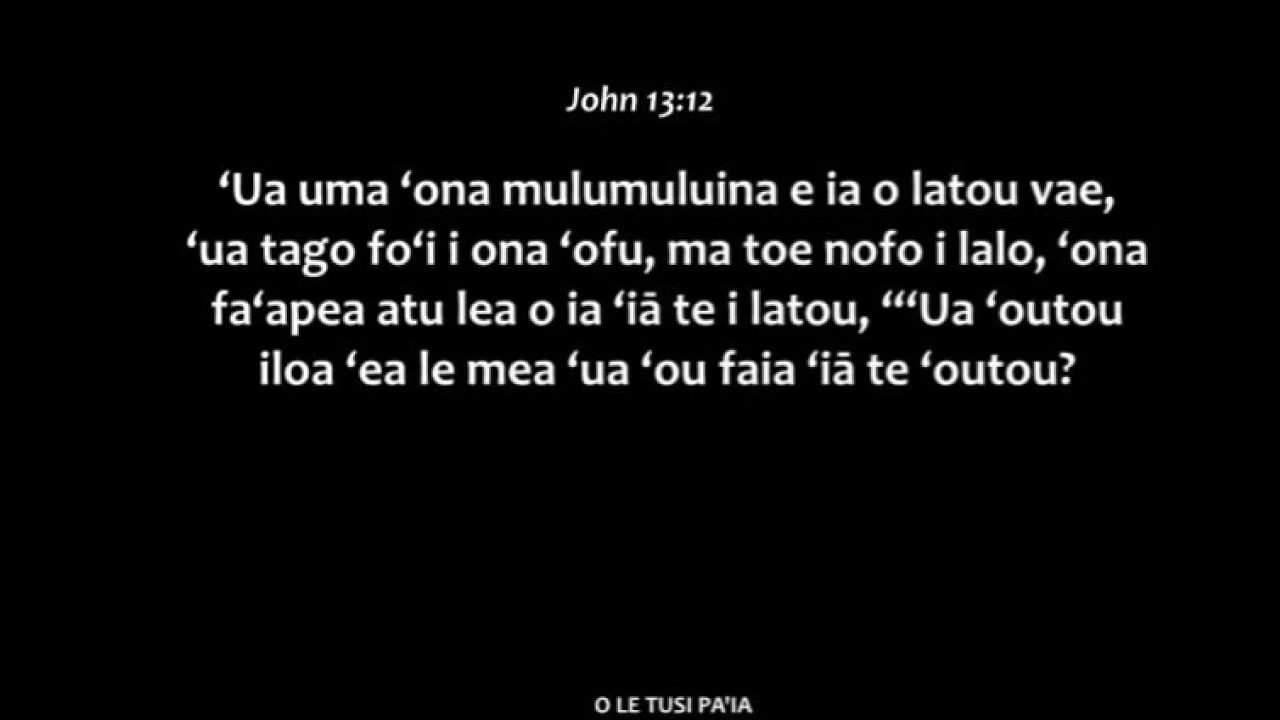 John 13:12
‘Ua uma ‘ona mulumuluina e ia o latou vae,
‘ua tago fo‘i i ona ‘ofu, ma toe nofo i lalo, ‘ona
fa‘apea atu lea o ia ‘iā te i latou, “‘Ua ‘outou
iloa ‘ea le mea ‘ua ‘ou faia ‘iā te ‘outou?
O LE TUSI PA'IA